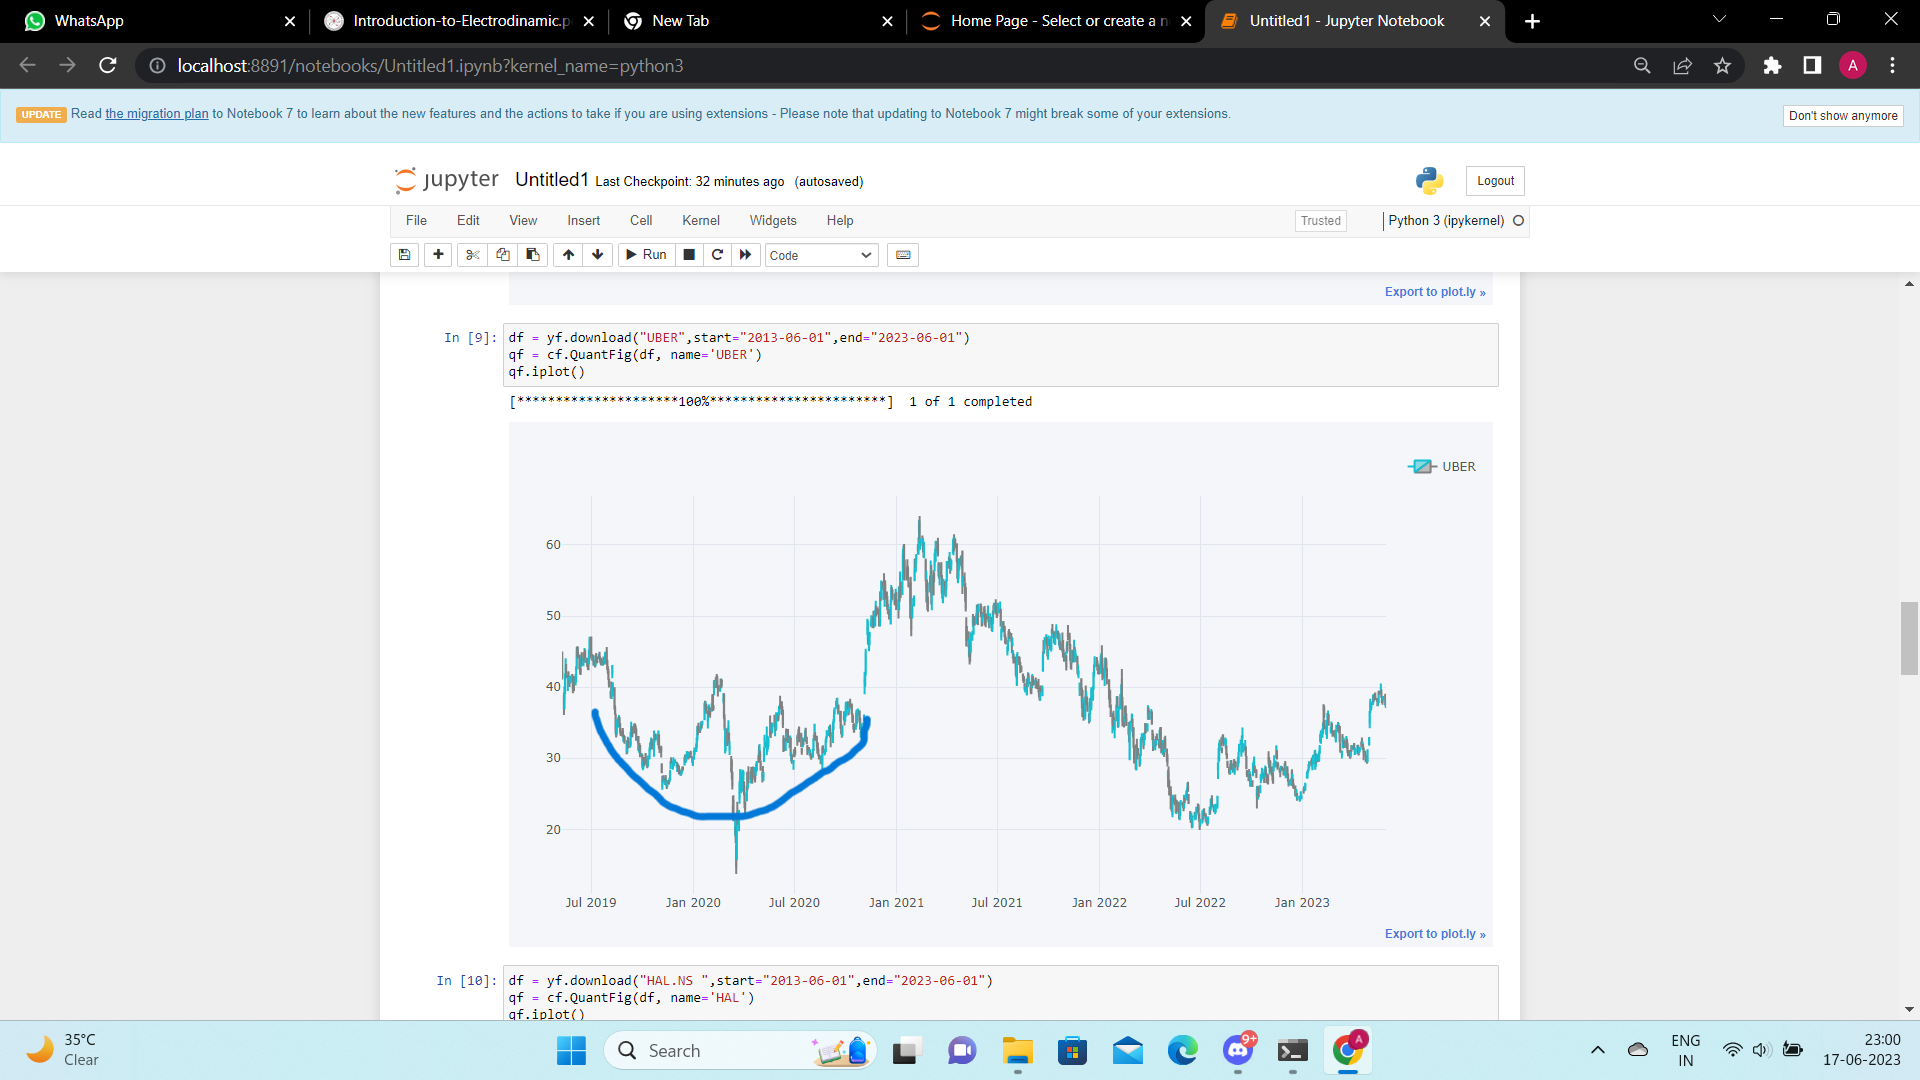 WhatsApp
Introduction-to-Electrodinamic.p
New Tab
Home Page - Select or create a n
Untitled1 - Jupyter Notebook
localhost:8891/notebooks/Untitled1.ipynb?kernel_name=python3
A
UPDATE Read the migration plan to Notebook 7 to learn about the new features and the actions to take if you are using extensions - Please note that updating to Notebook 7 might break some of your extensions.
Don't show anymore
jupyter Untitled1 Last Checkpoint: 32 minutes ago (autosaved)
Logout
File Edit View Insert Cell Kernel Widgets Help
Trusted
Python 3 (ipykernel)
Run
Code
Export to plot.ly »
In [9]: df = yf.download("UBER",start="2013-06-01",end="2023-06-01")
qf = cf.QuantFig(df, name='UBER')
qf.iplot()
[*********************100%***********************]  1 of 1 completed
UBER
60
50
40
30
20
Jul 2019 Jan 2020 Jul 2020 Jan 2021 Jul 2021 Jan 2022 Jul 2022 Jan 2023
Export to plot.ly »
In [10]: df = yf.download("HAL.NS ",start="2013-06-01",end="2023-06-01")
qf = cf.QuantFig(df, name='HAL')
qf.iplot()
35°C
Clear
Search
9+
A
ENG
IN
23:00
17-06-2023